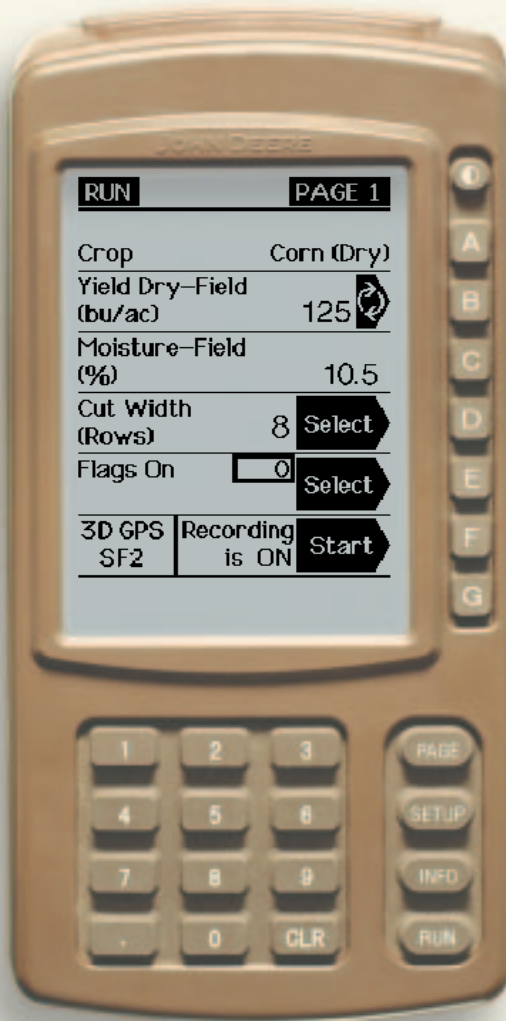 JOHN DEERE
RUN PAGE 1
Crop Corn (Dry)
Yield Dry-Field
(bu/ac) 125
Moisture-Field
(%) 10.5
Cut Width
(Rows) 8 Select
Flags On 0 Select
3D GPS Recording Start
SF2 is ON
A
B
C
D
E
F
G
1 2 3 PAGE
4 5 6 SETUP
7 8 9 INFO
. 0 CLR RUN